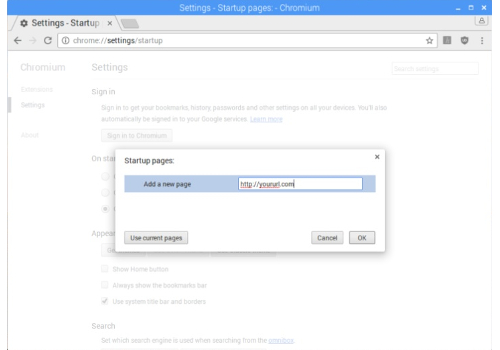 Settings - Startup pages: - Chromium
Settings - Startup
chrome://settings/startup
Chromium
Settings
Search settings
Extensions
Settings
About
Sign in
Sign in to get your bookmarks, history, passwords and other settings on all your devices. You'll also
automatically be signed in to your Google services. Learn more
Sign in to Chromium
On star
Startup pages:
Add a new page
http://yoururl.com
Use current pages
Cancel
OK
Appear
Show Home button
Always show the bookmarks bar
Use system title bar and borders
Search
Set which search engine is used when searching from the omnibox.